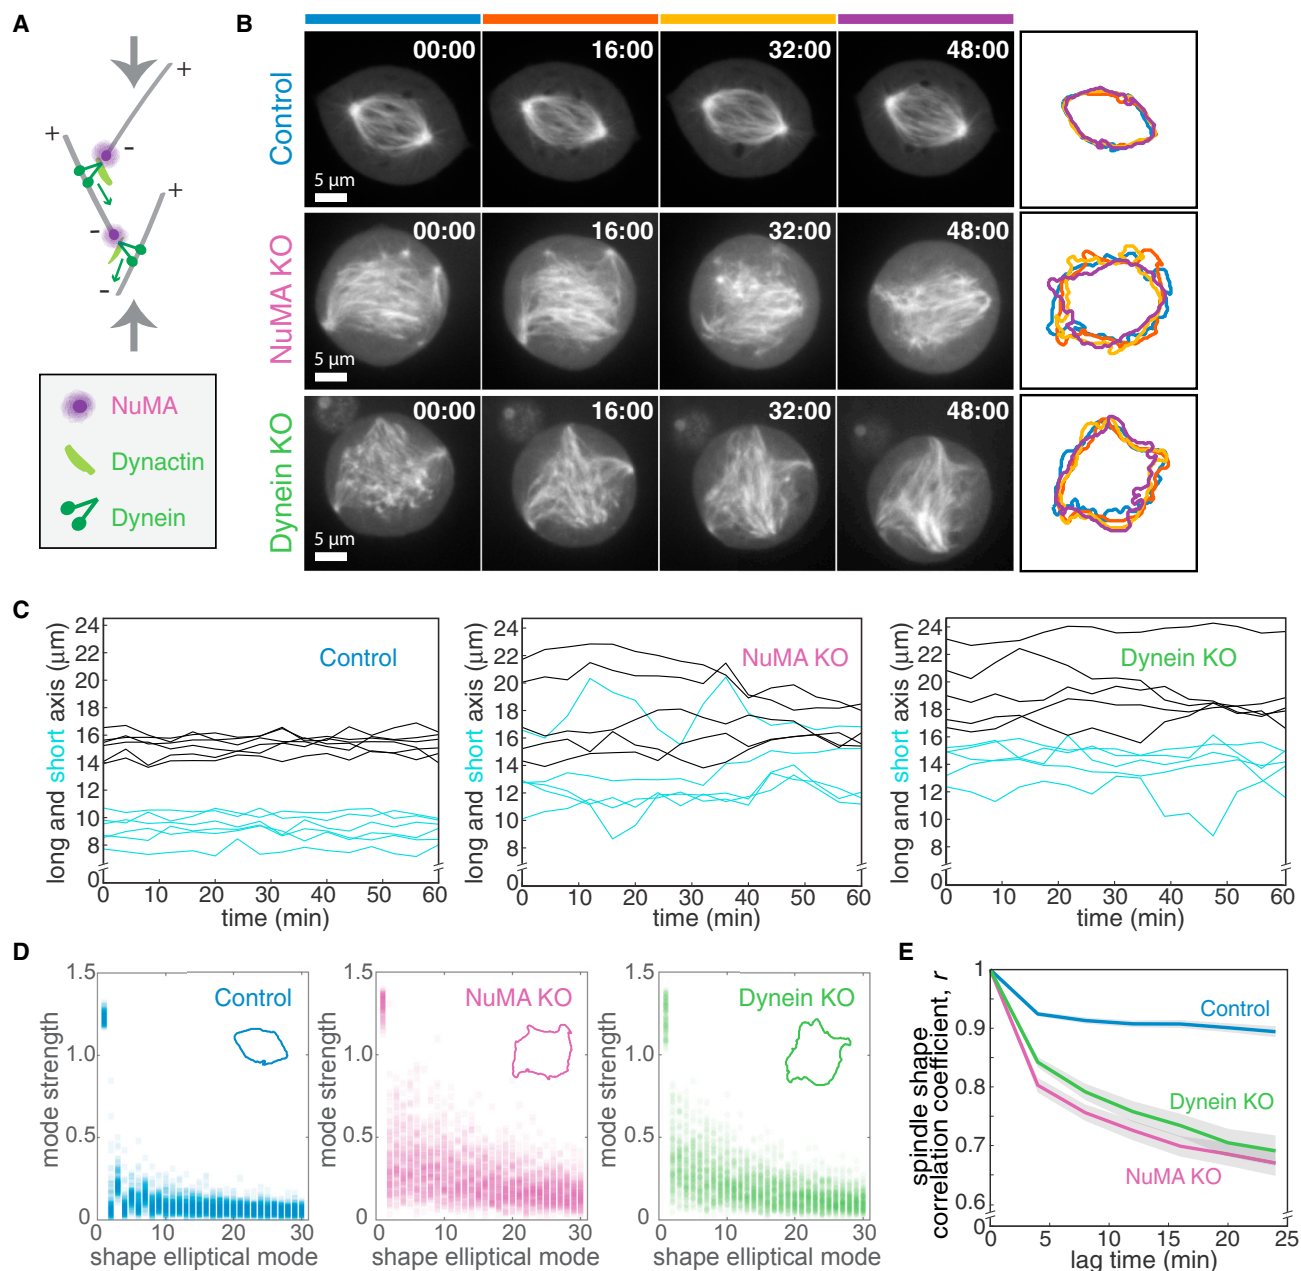 A
+
+
-
+
-
-
NuMA
Dynactin
Dynein
B
Control
00:00
16:00
32:00
48:00
5 µm
NuMA KO
00:00
16:00
32:00
48:00
5 µm
Dynein KO
00:00
16:00
32:00
48:00
5 µm
C
long and short axis (µm)
24
22
20
18
16
14
10
8
0
Control
0 10 20 30 40 50 60
time (min)
24
22
20
18
16
14
12
10
8
0
NuMA KO
0 10 20 30 40 50 60
time (min)
long and short axis (µm)
24
22
20
18
16
14
12
10
8
0
Dynein KO
0 10 20 30 40 50 60
time (min)
long and short axis (µm)
D
mode strength
1.5
1.0
0.5
0
Control
0 10 20 30
shape elliptical mode
mode strength
1.5
1.0
0.5
0
NuMA KO
0 10 20 30
shape elliptical mode
mode strength
1.5
1.0
0.5
0
Dynein KO
0 10 20 30
shape elliptical mode
E
spindle shape
correlation coefficient, r
1
0.9
0.8
0.7
0.6
0
Control
Dynein KO
NuMA KO
0 5 10 15 20 25
lag time (min)